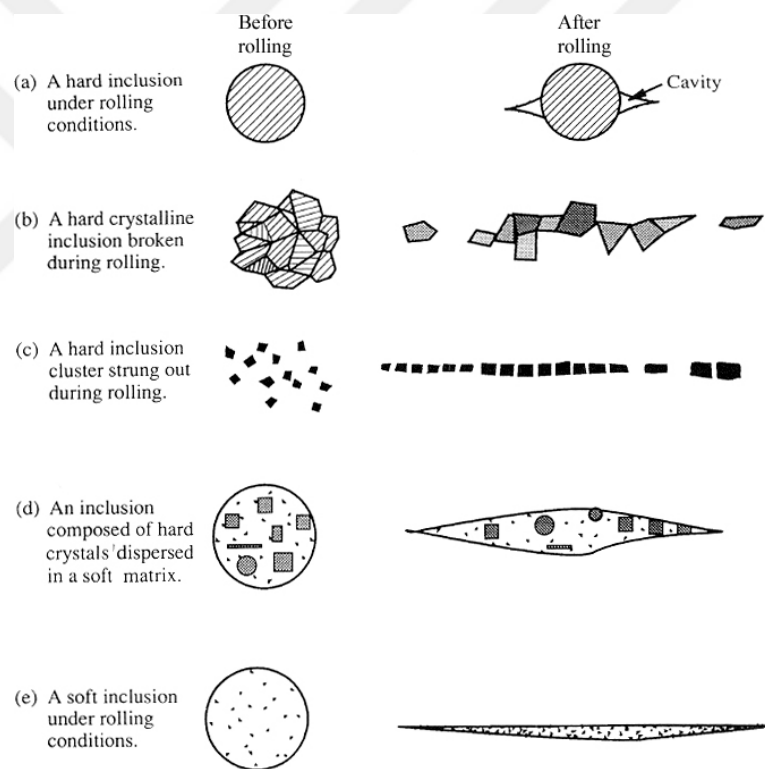 Before
rolling
After
rolling
(a) A hard inclusion
under rolling
conditions.
Cavity
(b) A hard crystalline
inclusion broken
during rolling.
(c) A hard inclusion
cluster strung out
during rolling.
(d) An inclusion
composed of hard
crystals dispersed
in a soft matrix.
(e) A soft inclusion
under rolling
conditions.